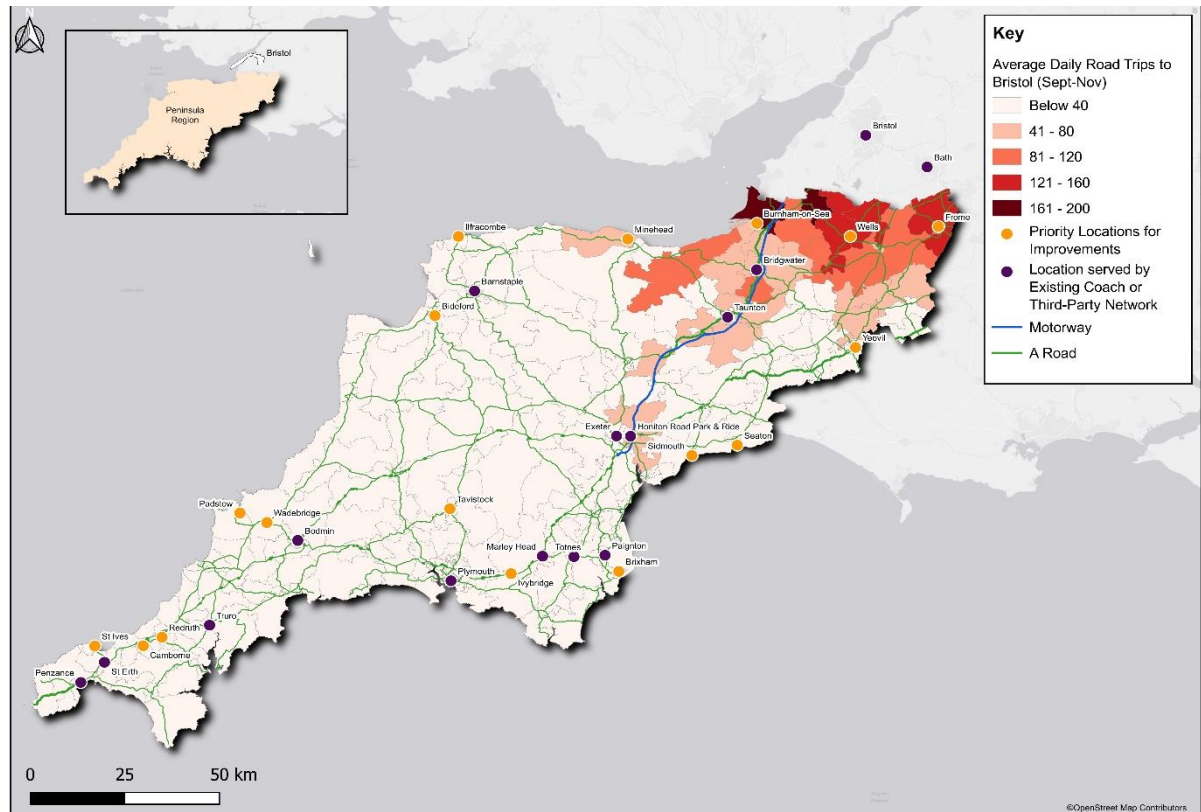 N
Bristol
Peninsula
Region
Key
Average Daily Road Trips to
Bristol (Sept-Nov)
Below 40
41 - 80
81 - 120
121 - 160
161 - 200
Priority Locations for
Improvements
Location served by
Existing Coach or
Third-Party Network
Motorway
A Road
Bristol
Bath
Burnham-on-Sea
Wells
Frome
Ilfracombe
Minehead
Bridgwater
Barnstaple
Bideford
Taunton
Yeovil
Exeter
Honiton Road Park & Ride
Sidmouth
Seaton
Padstow
Wadebridge
Bodmin
Tavistock
Marley Head
Totnes
Paignton
Plymouth
Ivybridge
Brixham
Truro
St Ives
Redruth
Camborne
St Erth
Penzance
0 25 50 km
©OpenStreet Map Contributors